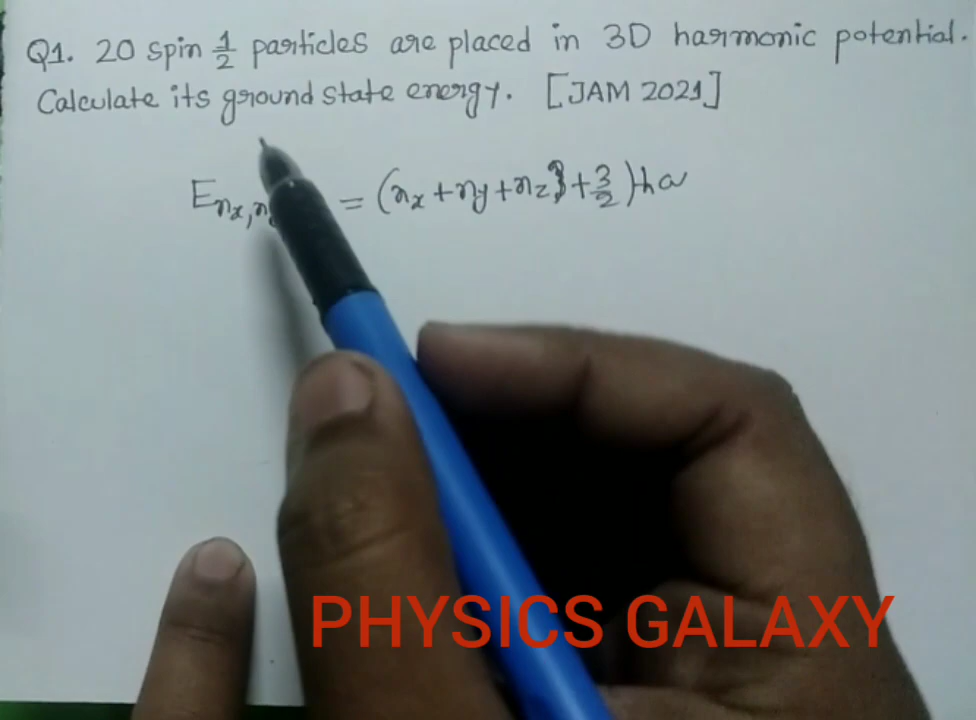 Q1. 20 spin 1/2 particles are placed in 3D harmonic potential.
Calculate its ground state energy. [JAM 2021]
E = (nx + ny + nz + 3/2) ħω
PHYSICS GALAXY